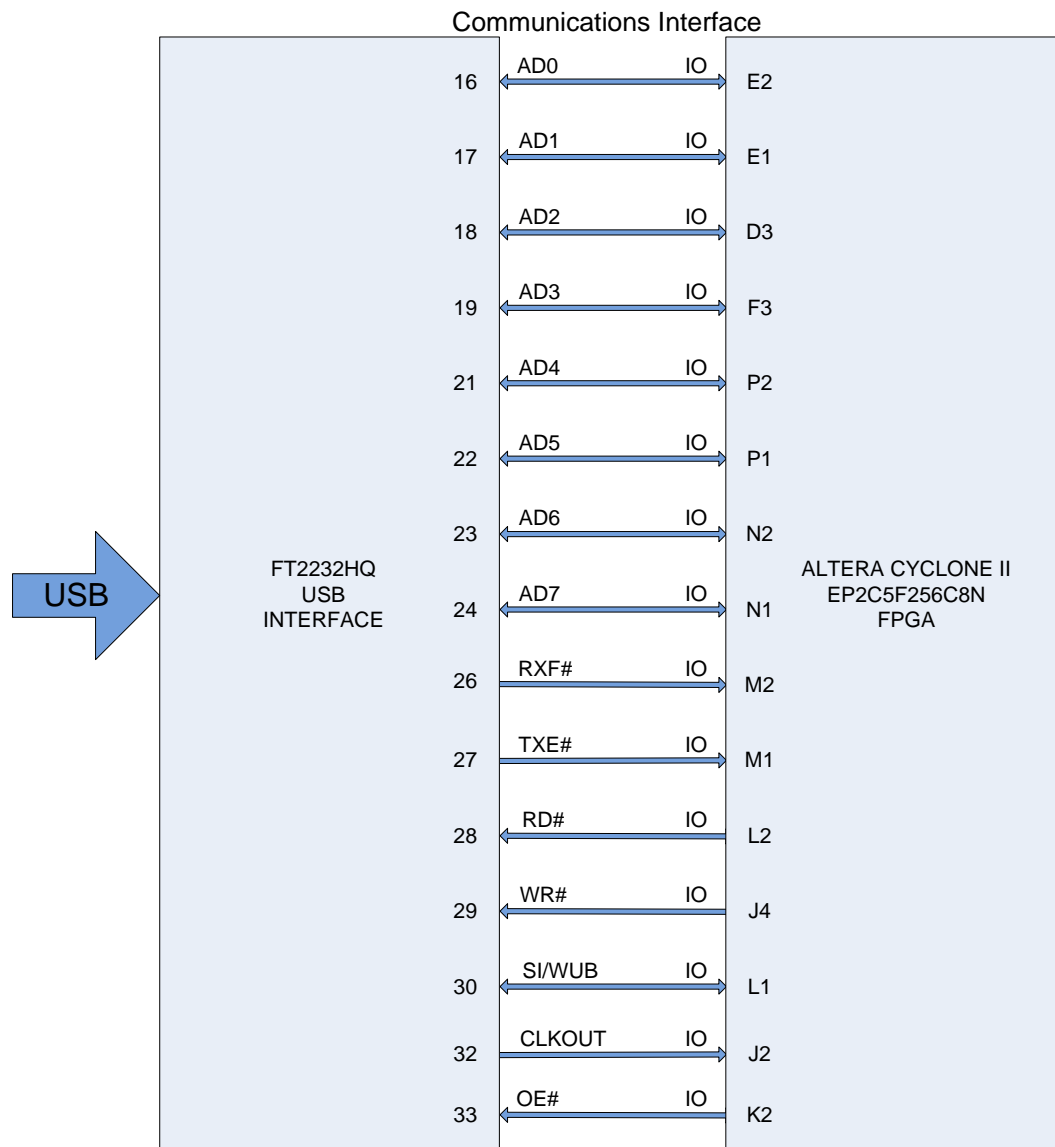 Communications Interface
16 AD0 IO E2
17 AD1 IO E1
18 AD2 IO D3
19 AD3 IO F3
21 AD4 IO P2
22 AD5 IO P1
23 AD6 IO N2
USB
FT2232HQ
USB
INTERFACE
ALTERA CYCLONE II
EP2C5F256C8N
FPGA
24 AD7 IO N1
26 RXF# IO M2
27 TXE# IO M1
28 RD# IO L2
29 WR# IO J4
30 SI/WUB IO L1
32 CLKOUT IO J2
33 OE# IO K2